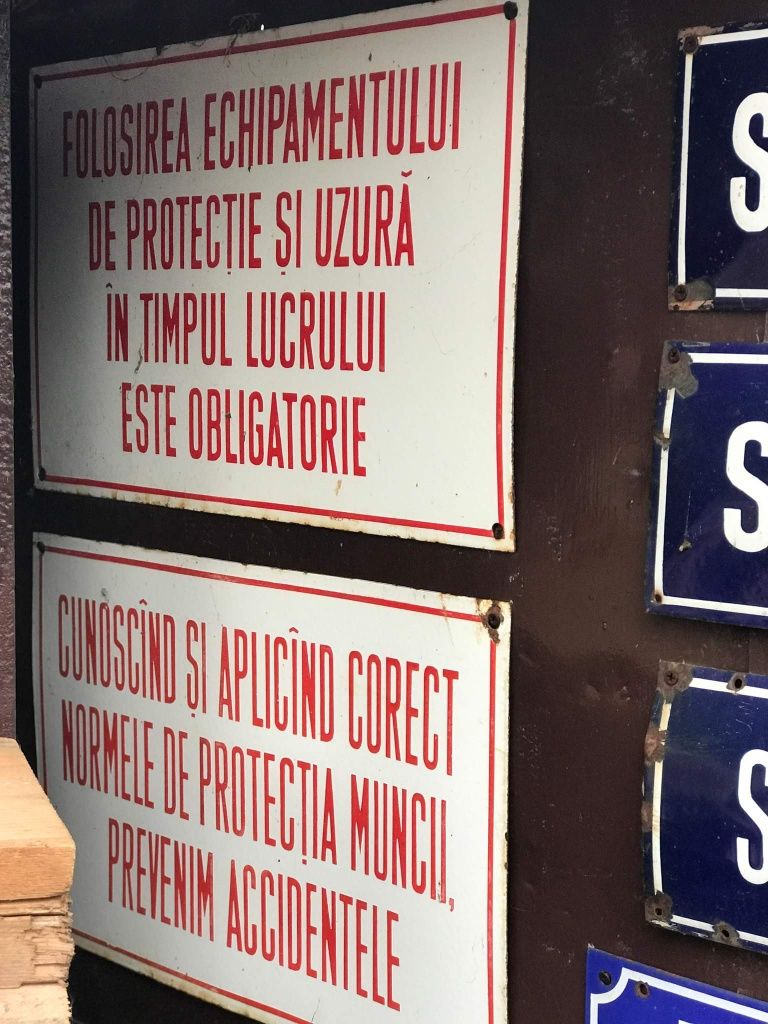 FOLOSIREA ECHIPAMENTULUI
DE PROTECȚIE ȘI UZURĂ
ÎN TIMPUL LUCRULUI
ESTE OBLIGATORIE
CUNOSCÎND ȘI APLICÎND CORECT
NORMELE DE PROTECȚIA MUNCII,
PREVENIM ACCIDENTELE
S
S
S